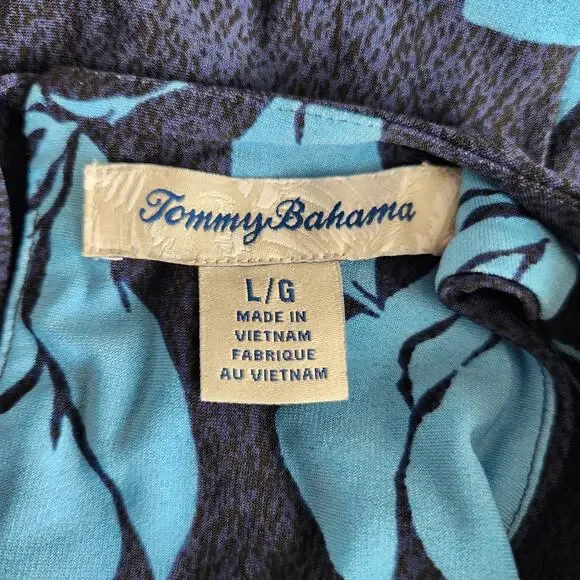 Tommy Bahama
L/G
MADE IN
VIETNAM
FABRIQUE
AU VIETNAM